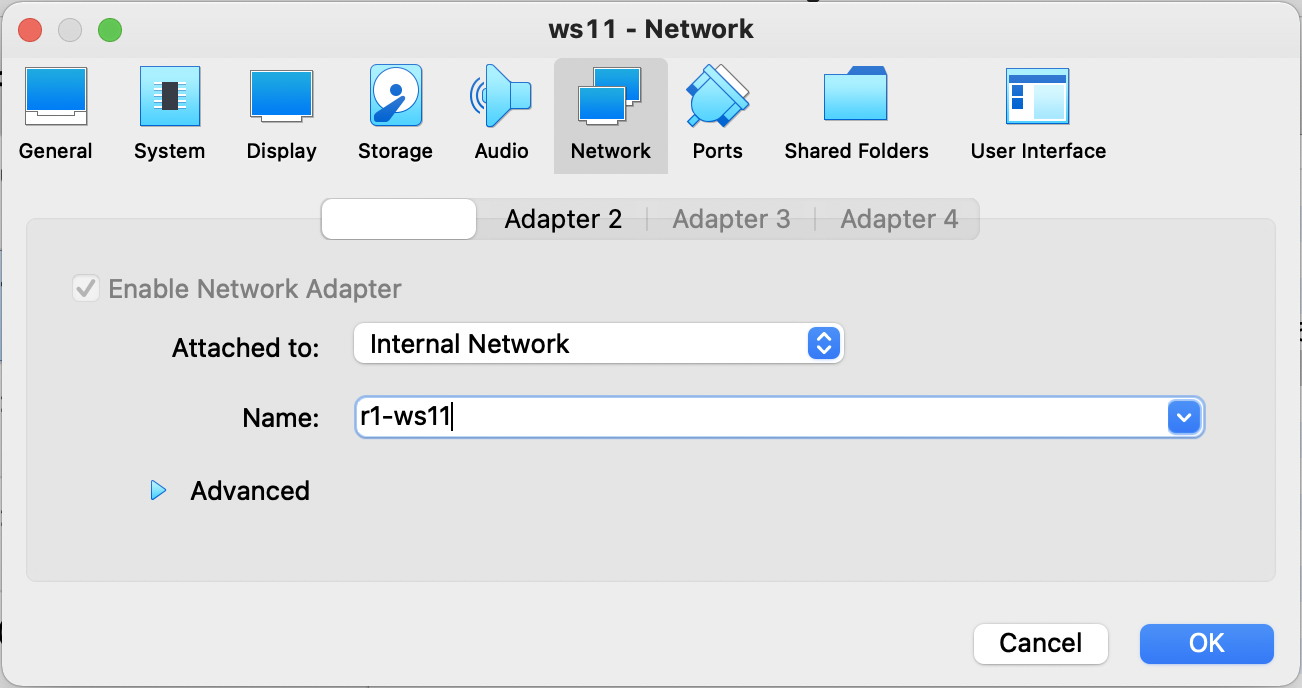 ws11 - Network
General System Display Storage Audio Network Ports Shared Folders User Interface
Adapter 2 Adapter 3 Adapter 4
Enable Network Adapter
Attached to: Internal Network
Name: r1-ws11
Advanced
Cancel OK